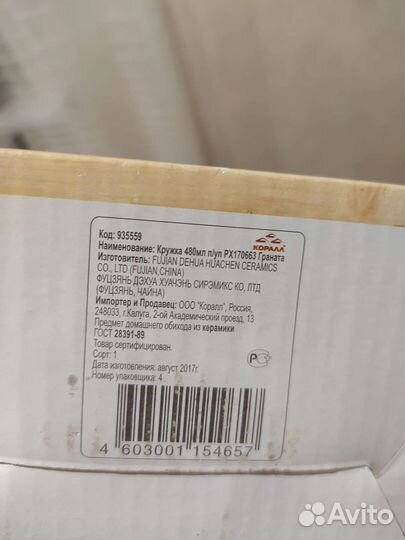 Код: 935559
КОРАЛЛ
Наименование: Кружка 480мл п/уп PX170663 Граната
Изготовитель: FUJIAN DEHUA HUACHEN CERAMICS
CO., LTD (FUJIAN,CHINA)
ФУЦЗЯНЬ ДЭХУА ХУАЧЭНЬ СИРЭМИКС КО, ЛТД
(ФУЦЗЯНЬ, ЧАЙНА)
Импортер и Продавец: ООО "Коралл", Россия,
248033, г.Калуга, 2-ой Академический проезд, 13
Предмет домашнего обихода из керамики
ГОСТ 28391-89
Товар сертифицирован.
Сорт: 1
Дата изготовления: август 2017г.
Номер упаковщика: 4
РС
4 603001 154657
Avito